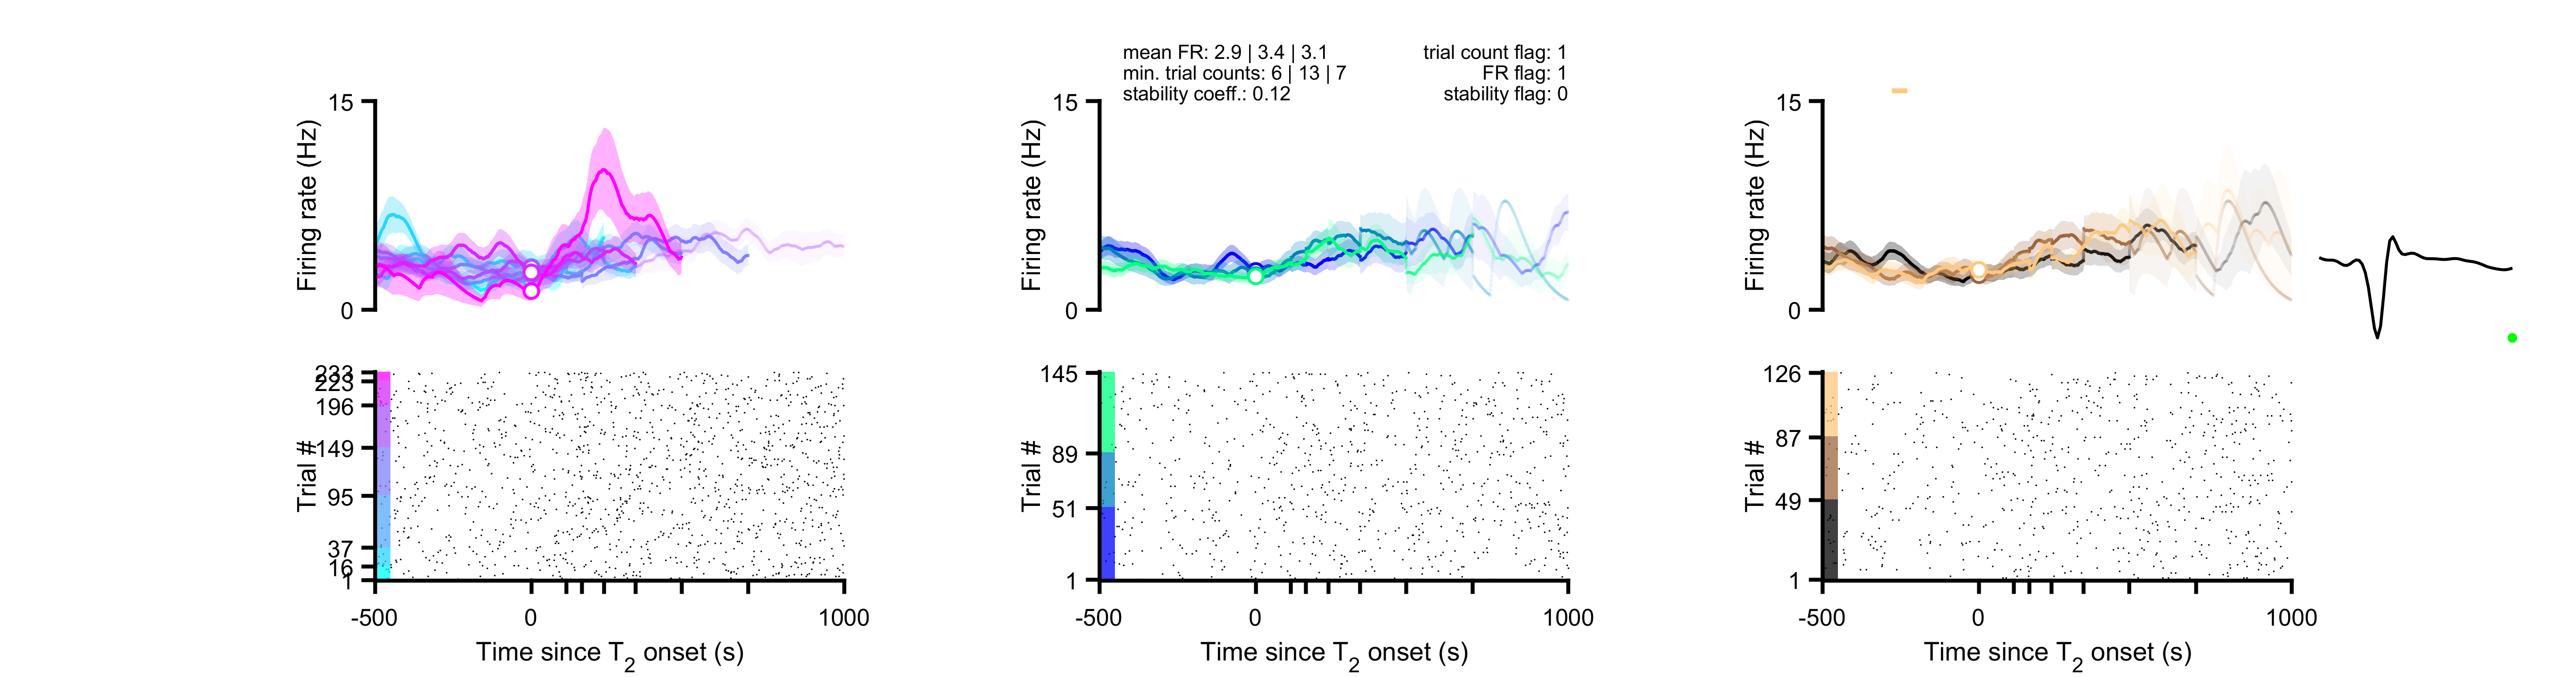 mean FR: 2.9 | 3.4 | 3.1
min. trial counts: 6 | 13 | 7
stability coeff.: 0.12
trial count flag: 1
FR flag: 1
stability flag: 0
15
Firing rate (Hz)
0
15
Firing rate (Hz)
0
15
Firing rate (Hz)
0
233
223
196
149
95
37
16
1
Trial #
-500
0
1000
Time since T2 onset (s)
145
89
51
1
Trial #
-500
0
1000
Time since T2 onset (s)
126
87
49
1
Trial #
-500
0
1000
Time since T2 onset (s)